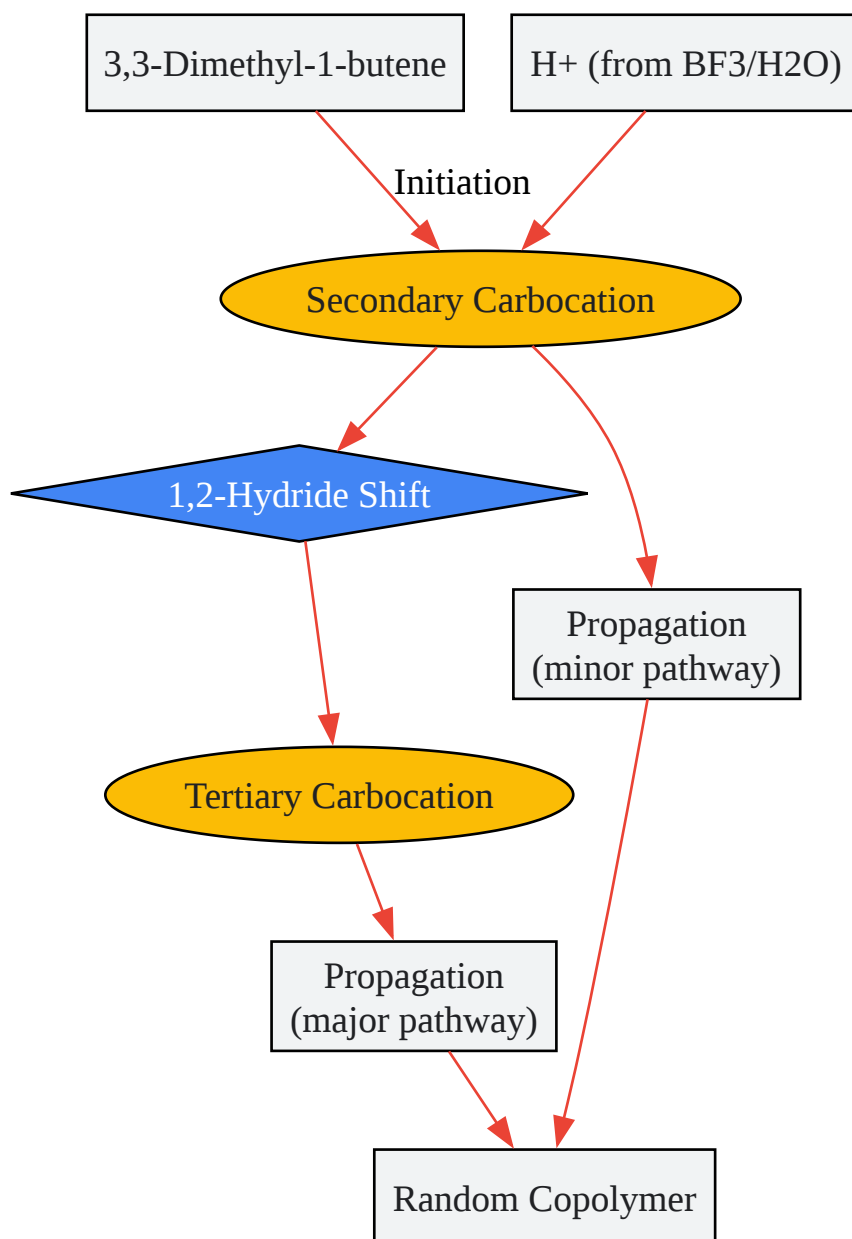 3,3-Dimethyl-1-butene
H+ (from BF3/H2O)
Initiation
Secondary Carbocation
1,2-Hydride Shift
Propagation
(minor pathway)
Tertiary Carbocation
Propagation
(major pathway)
Random Copolymer